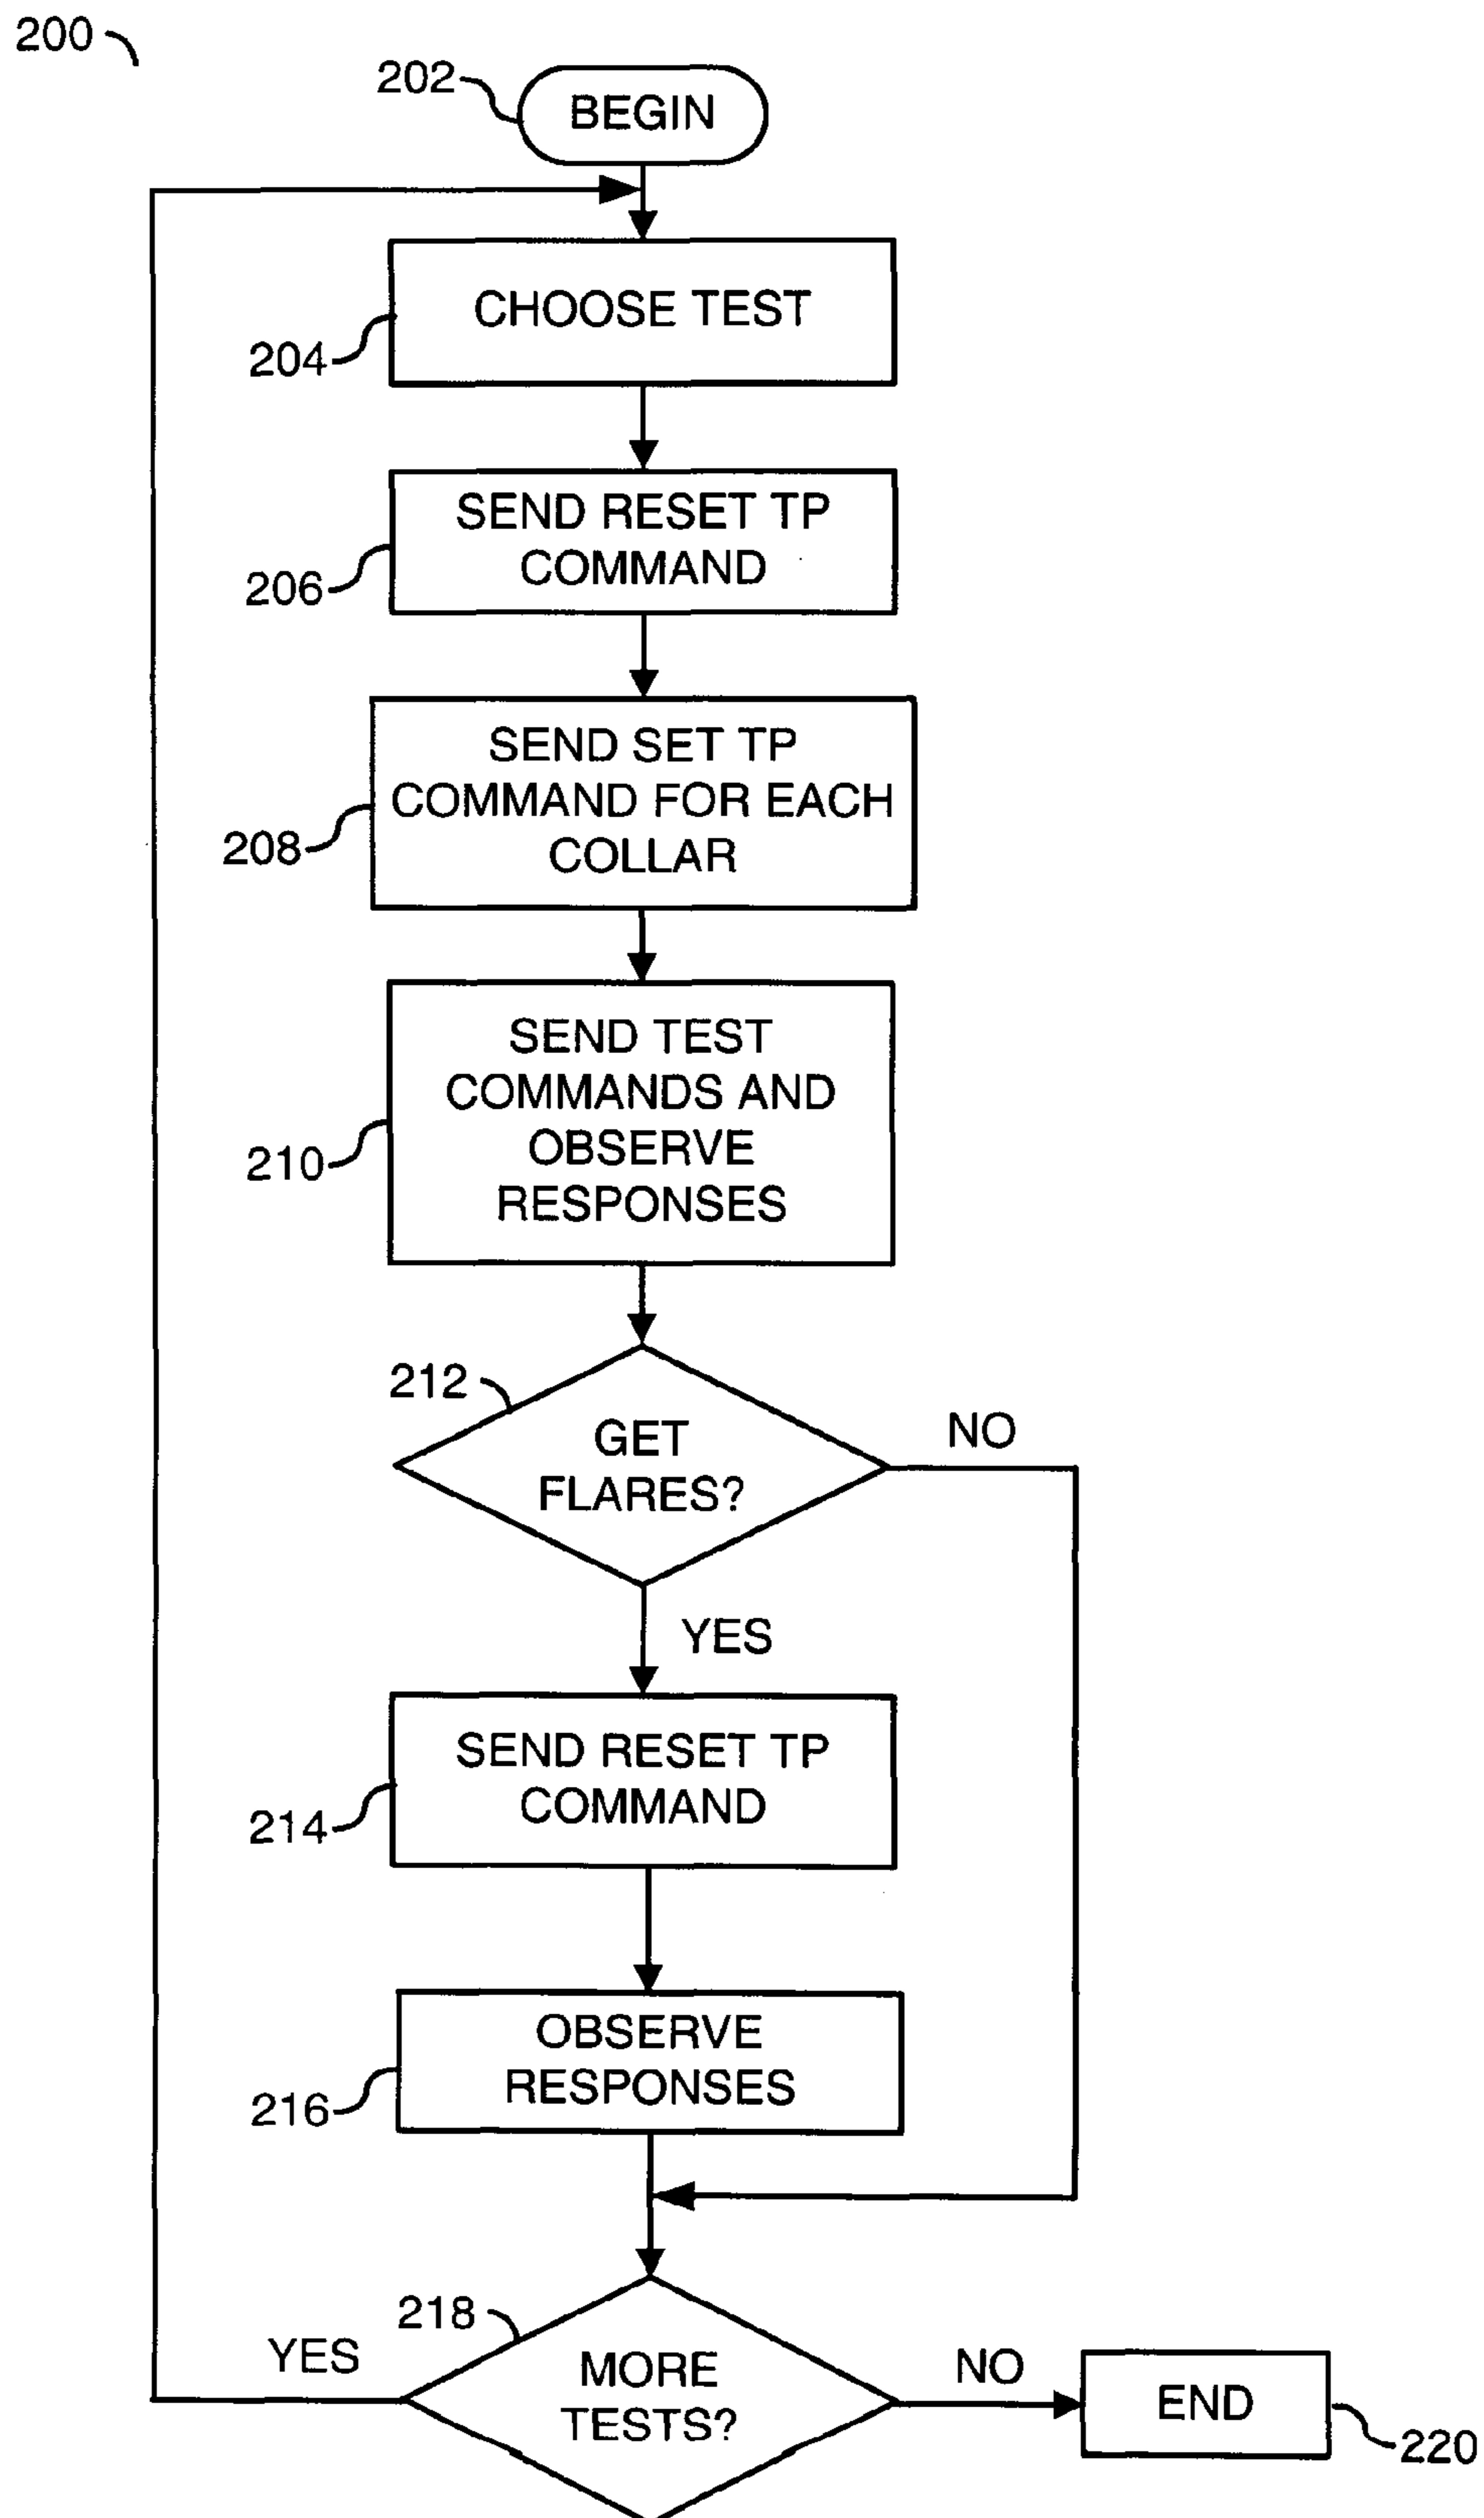 200
202
BEGIN
CHOOSE TEST
204
SEND RESET TP
COMMAND
206
SEND SET TP
COMMAND FOR EACH
COLLAR
208
SEND TEST
COMMANDS AND
OBSERVE
RESPONSES
210
212
GET
FLARES?
NO
YES
SEND RESET TP
COMMAND
214
OBSERVE
RESPONSES
216
218
YES
MORE
TESTS?
NO
END
220